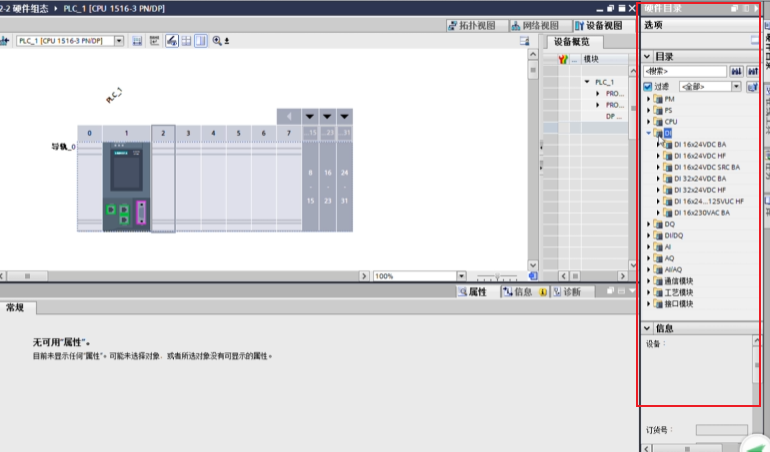 2-2 硬件组态 ▸ PLC_1 [CPU 1516-3 PN/DP]
硬件目录
拓扑视图
网络视图
设备视图
选项
PLC_1 [CPU 1516-3 PN/DP]
设备概览
... 模块
PLC_1
PRO...
PRO...
DP ...
PLC_1
0 1 2 3 4 5 6 7 ...15 ...23 ...31
导轨_0
8 16 24
- - -
15 23 31
100%
目录
<搜索>
过滤 <全部>
PM
PS
CPU
DI
DI 16x24VDC BA
DI 16x24VDC HF
DI 16x24VDC SRC BA
DI 32x24VDC BA
DI 32x24VDC HF
DI 16x24...125VUC HF
DI 16x230VAC BA
DQ
DI/DQ
AI
AQ
AI/AQ
通信模块
工艺模块
接口模块
属性
信息
诊断
常规
无可用“属性”。
目前未显示任何“属性”。可能未选择对象，或者所选对象没有可显示的属性。
信息
设备：
订货号：